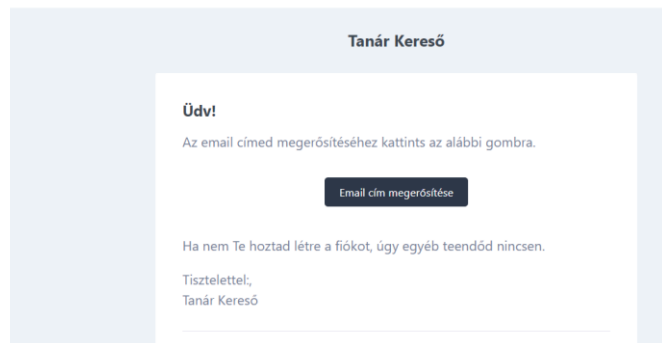 Tanár Kereső
Üdv!
Az email címed megerősítéséhez kattints az alábbi gombra.
Email cím megerősítése
Ha nem Te hoztad létre a fiókot, úgy egyéb teendőd nincsen.
Tisztelettel:,
Tanár Kereső